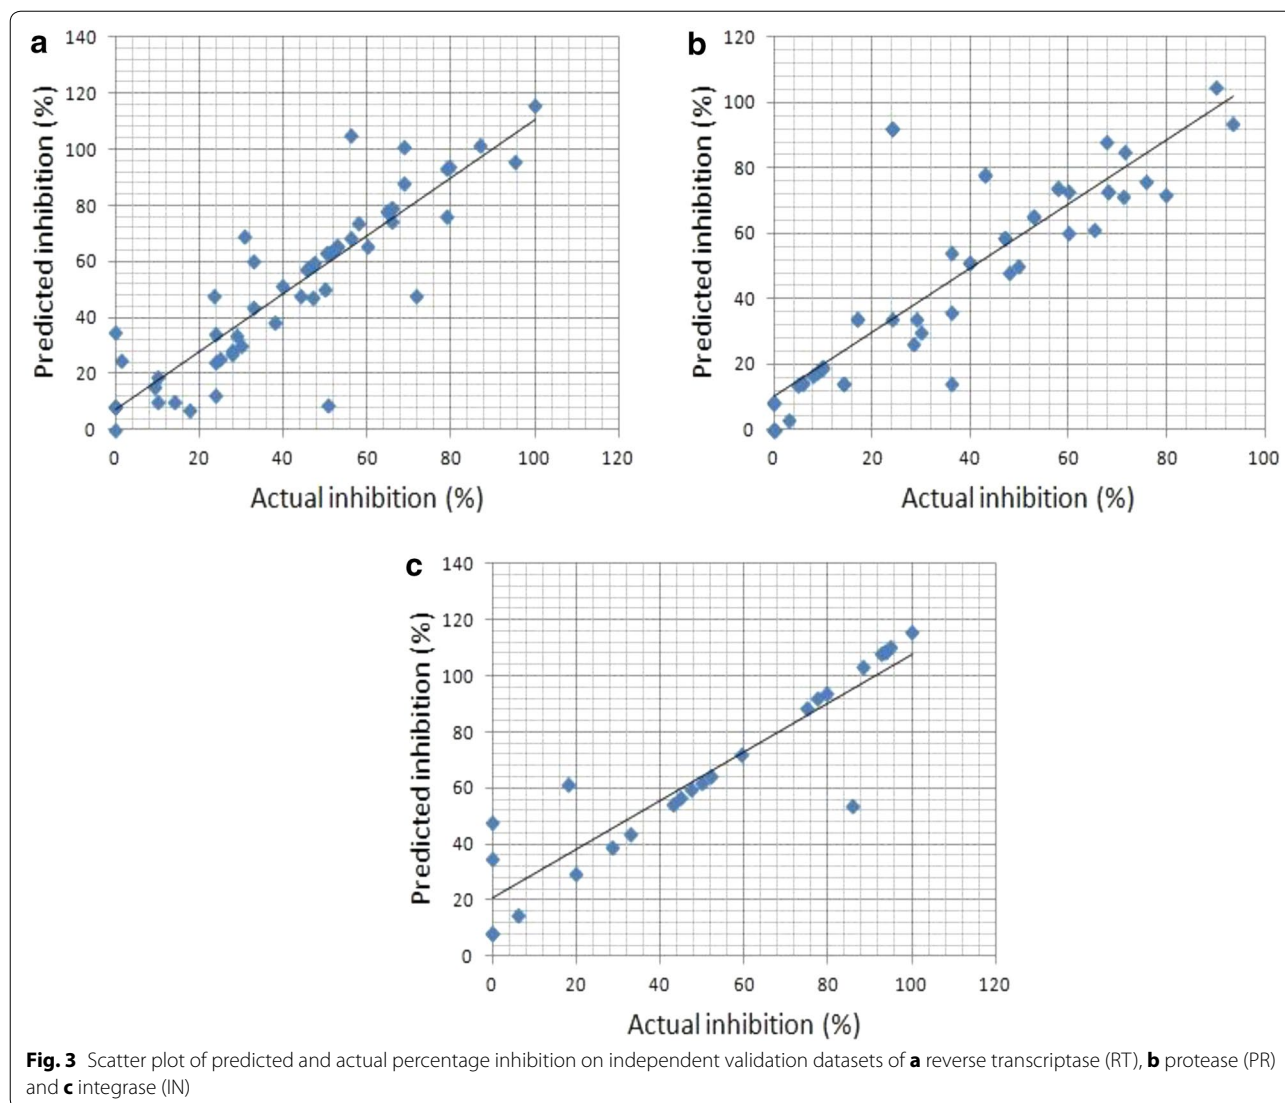 a
140
120
100
80
60
40
20
0
Predicted inhibition (%)
0 20 40 60 80 100 120
Actual inhibition (%)
b
120
100
80
60
40
20
0
Predicted inhibition (%)
0 20 40 60 80 100
Actual inhibition (%)
c
140
120
100
80
60
40
20
0
Predicted inhibition (%)
0 20 40 60 80 100 120
Actual inhibition (%)
Fig. 3 Scatter plot of predicted and actual percentage inhibition on independent validation datasets of a reverse transcriptase (RT), b protease (PR)
and c integrase (IN)